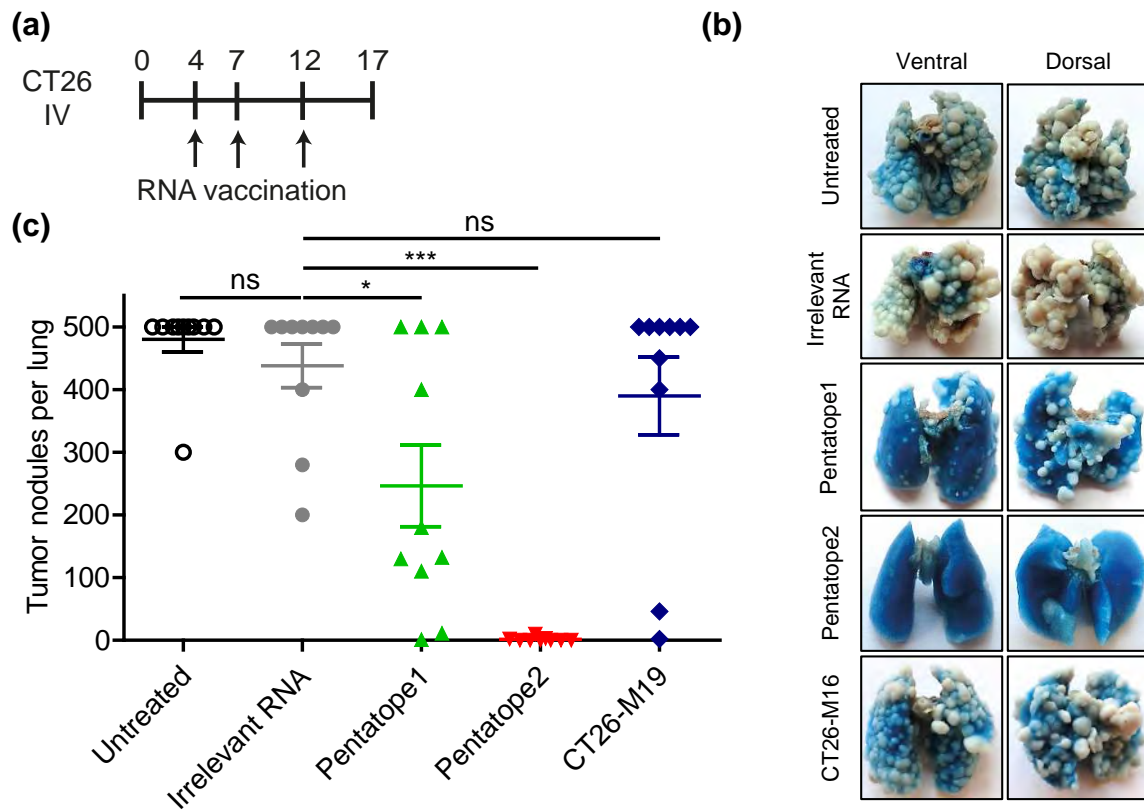 (a)
0 4 7 12 17
CT26
IV
RNA vaccination
(b)
Ventral Dorsal
Untreated
Irrelevant
RNA
Pentatope1
Pentatope2
CT26-M16
(c)
ns
***
ns
*
Tumor nodules per lung
500
400
300
200
100
0
Untreated
Irrelevant RNA
Pentatope1
Pentatope2
CT26-M19